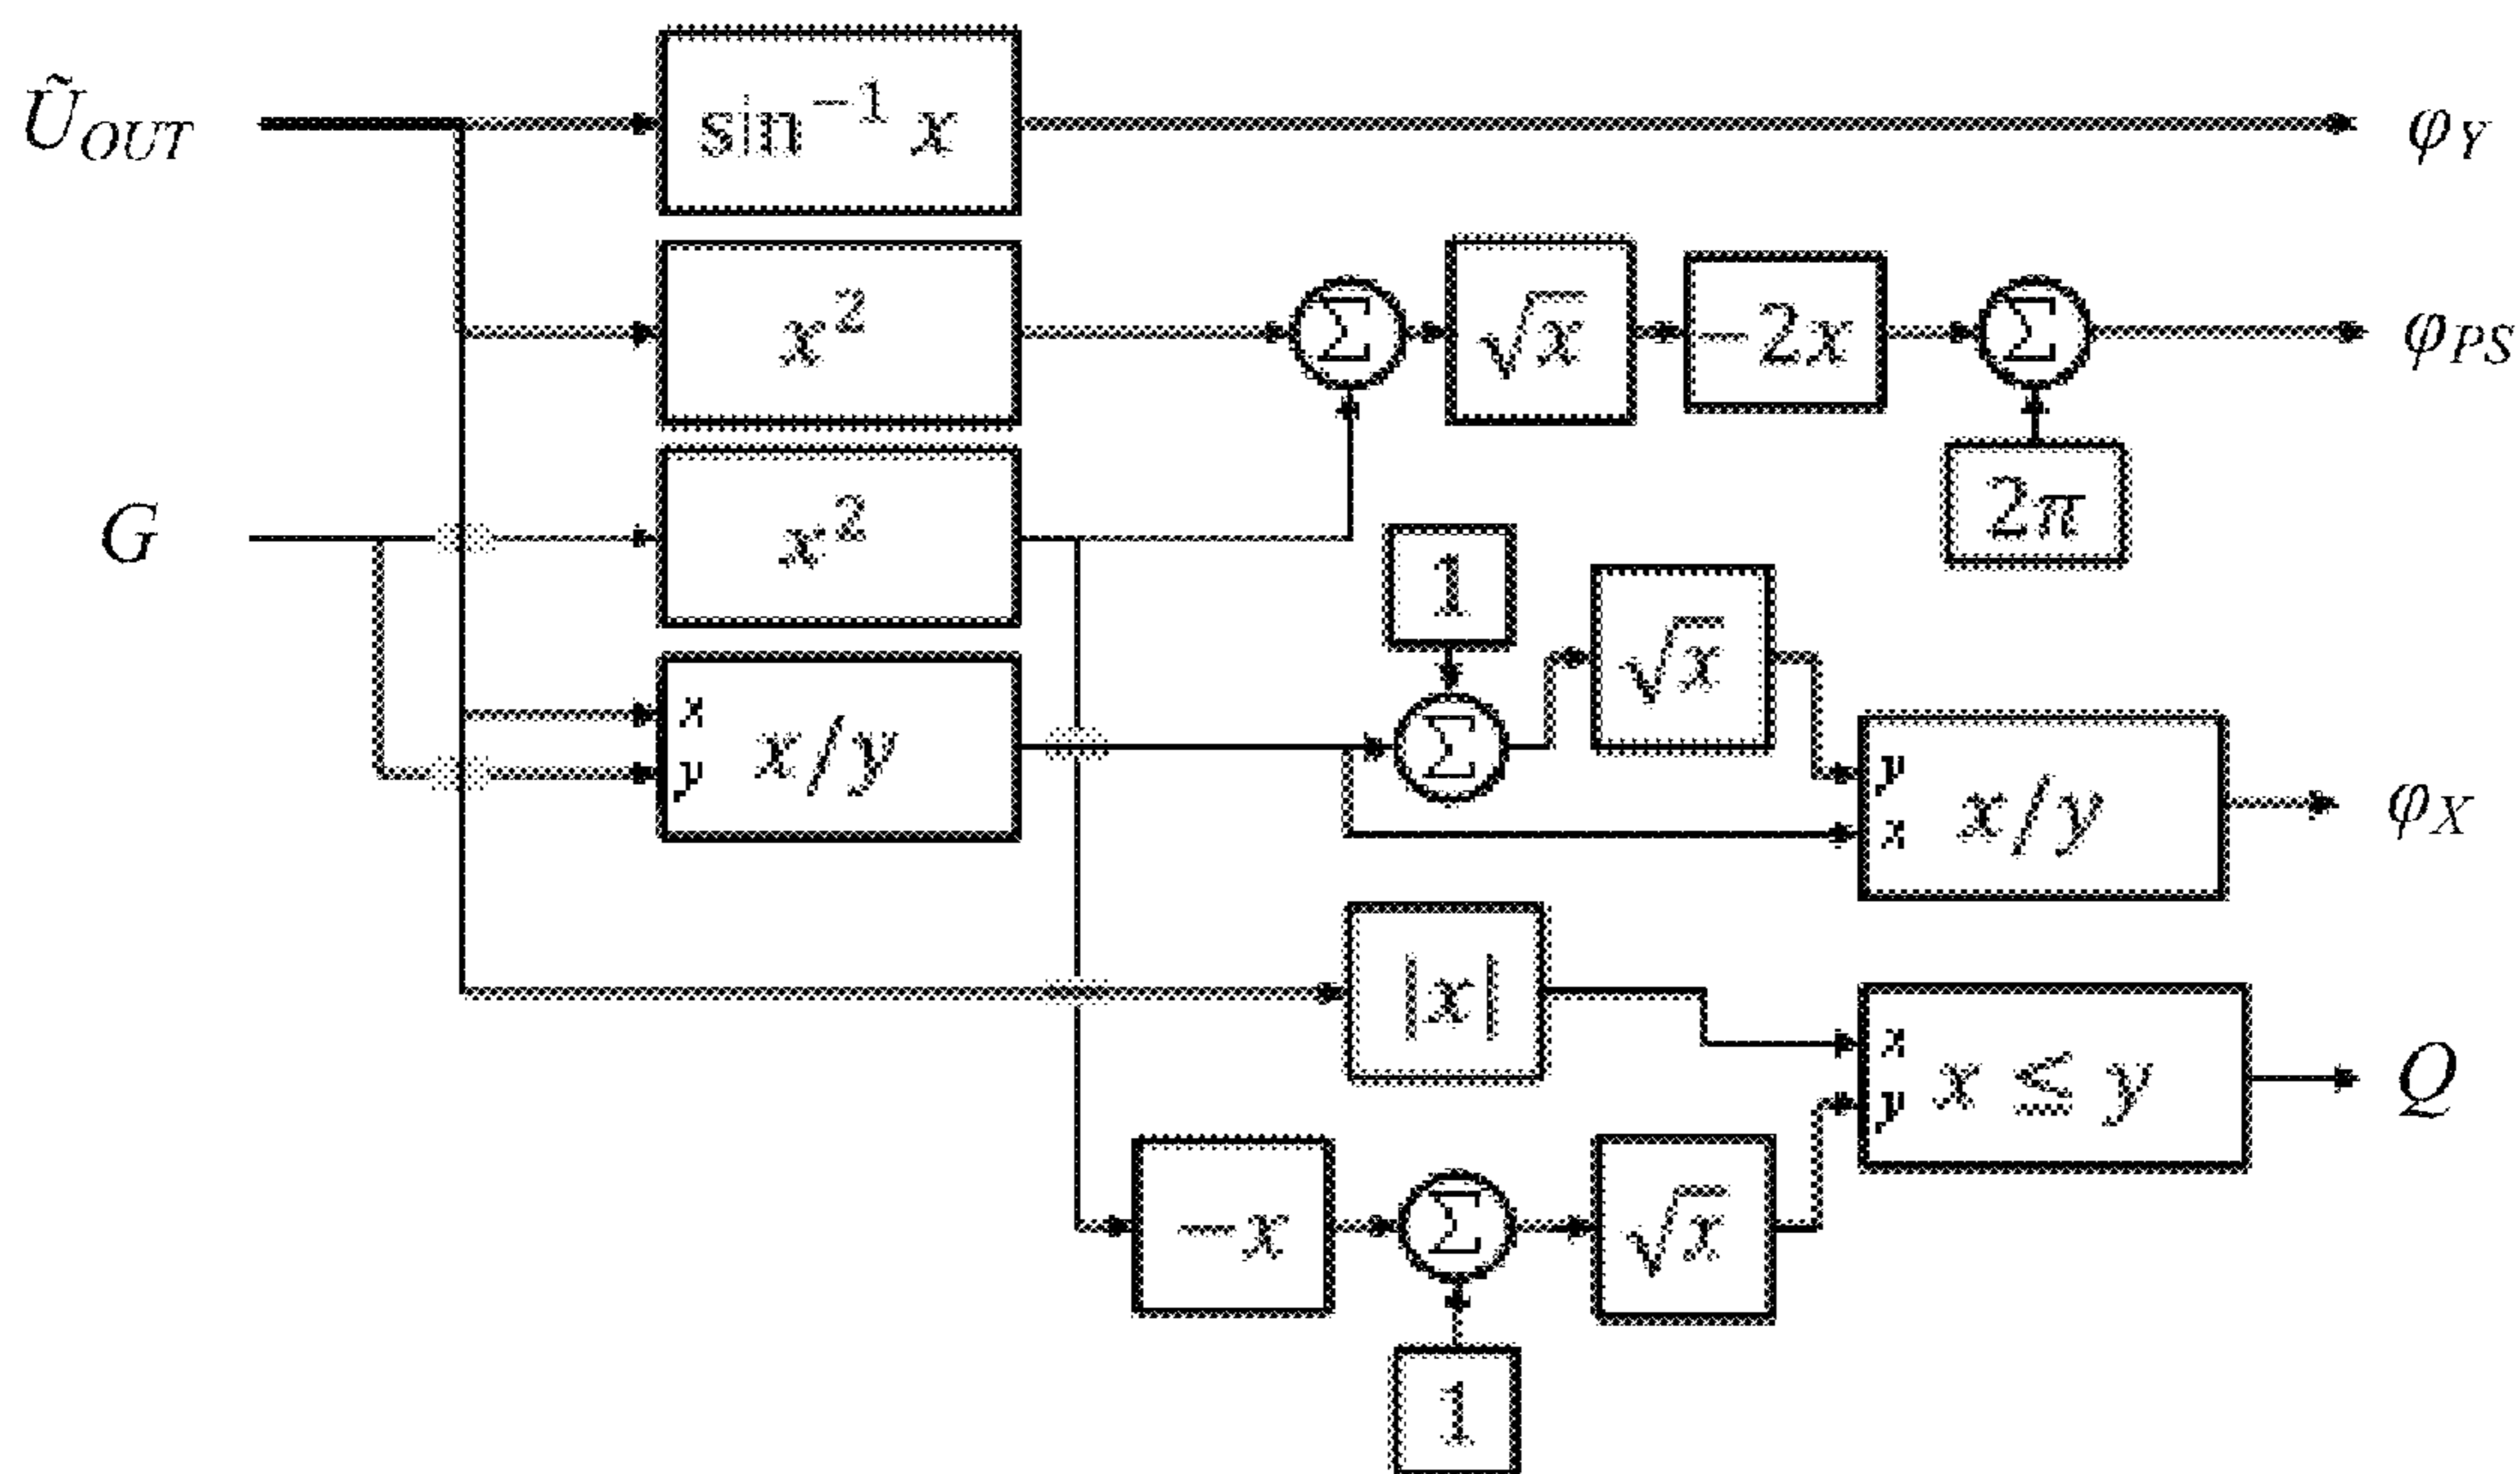 Ũ_OUT
sin⁻¹ x
φ_Y
x²
Σ
√x
−2x
Σ
φ_PS
2π
G
x²
1
√x
x
y
x/y
Σ
y
x
x/y
φ_X
|x|
x
y
x ≤ y
Q
−x
Σ
√x
1